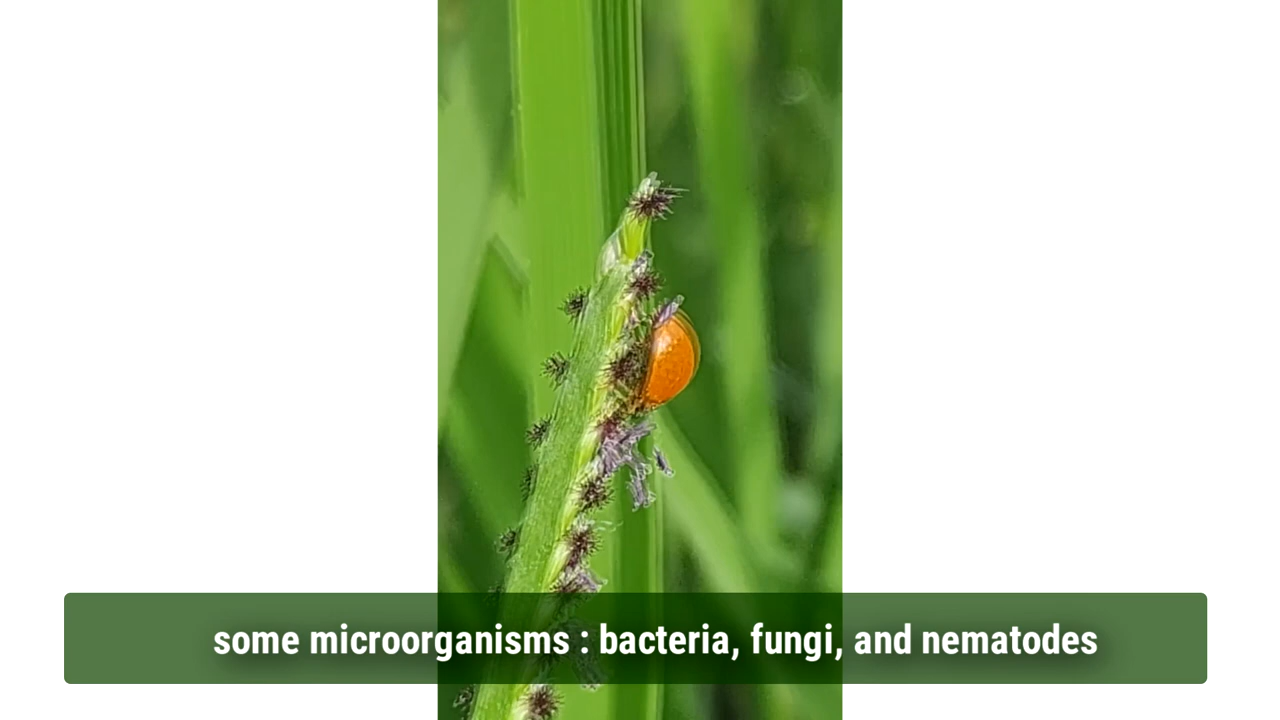 some microorganisms : bacteria, fungi, and nematodes